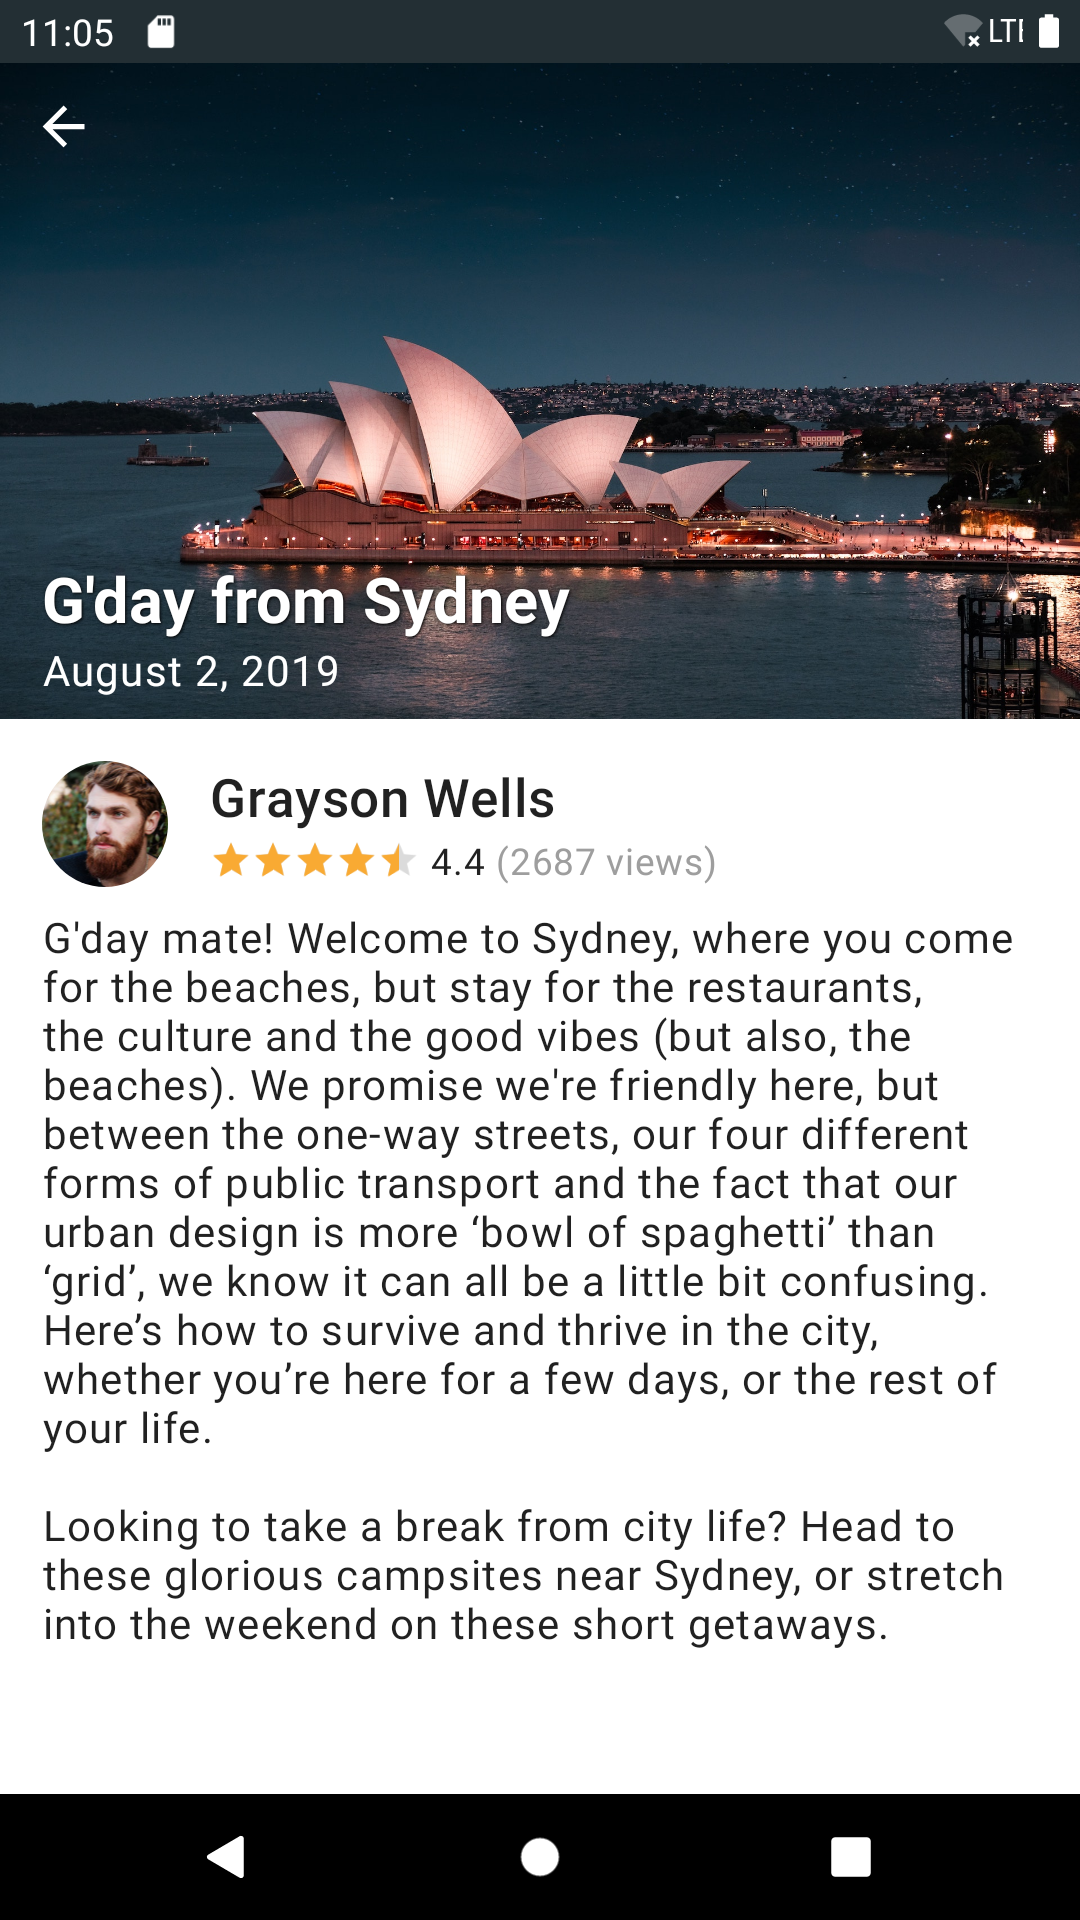 11:05
LTE
G'day from Sydney
August 2, 2019
Grayson Wells
4.4 (2687 views)
G'day mate! Welcome to Sydney, where you come
for the beaches, but stay for the restaurants,
the culture and the good vibes (but also, the
beaches). We promise we're friendly here, but
between the one-way streets, our four different
forms of public transport and the fact that our
urban design is more ‘bowl of spaghetti’ than
‘grid’, we know it can all be a little bit confusing.
Here’s how to survive and thrive in the city,
whether you’re here for a few days, or the rest of
your life.
Looking to take a break from city life? Head to
these glorious campsites near Sydney, or stretch
into the weekend on these short getaways.